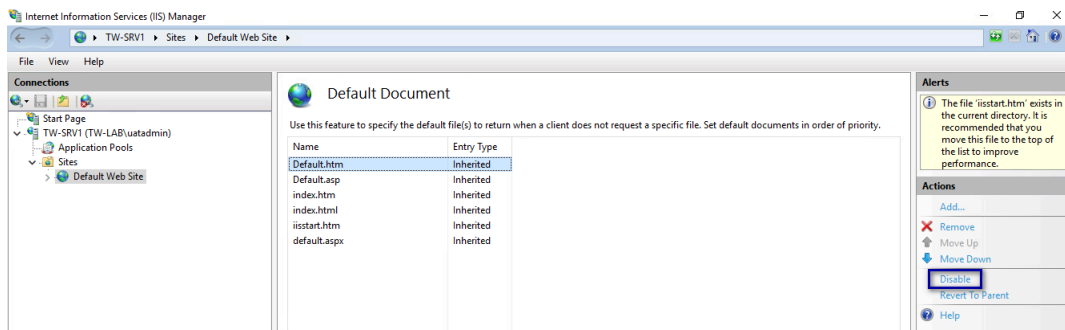 Internet Information Services (IIS) Manager
TW-SRV1 Sites Default Web Site
File View Help
Connections
Start Page
TW-SRV1 (TW-LAB\uatadmin)
Application Pools
Sites
Default Web Site
Default Document
Use this feature to specify the default file(s) to return when a client does not request a specific file. Set default documents in order of priority.
Name Entry Type
Default.htm Inherited
Default.asp Inherited
index.htm Inherited
index.html Inherited
iisstart.htm Inherited
default.aspx Inherited
Alerts
The file 'iisstart.htm' exists in
the current directory. It is
recommended that you
move this file to the top of
the list to improve
performance.
Actions
Add...
Remove
Move Up
Move Down
Disable
Revert To Parent
Help